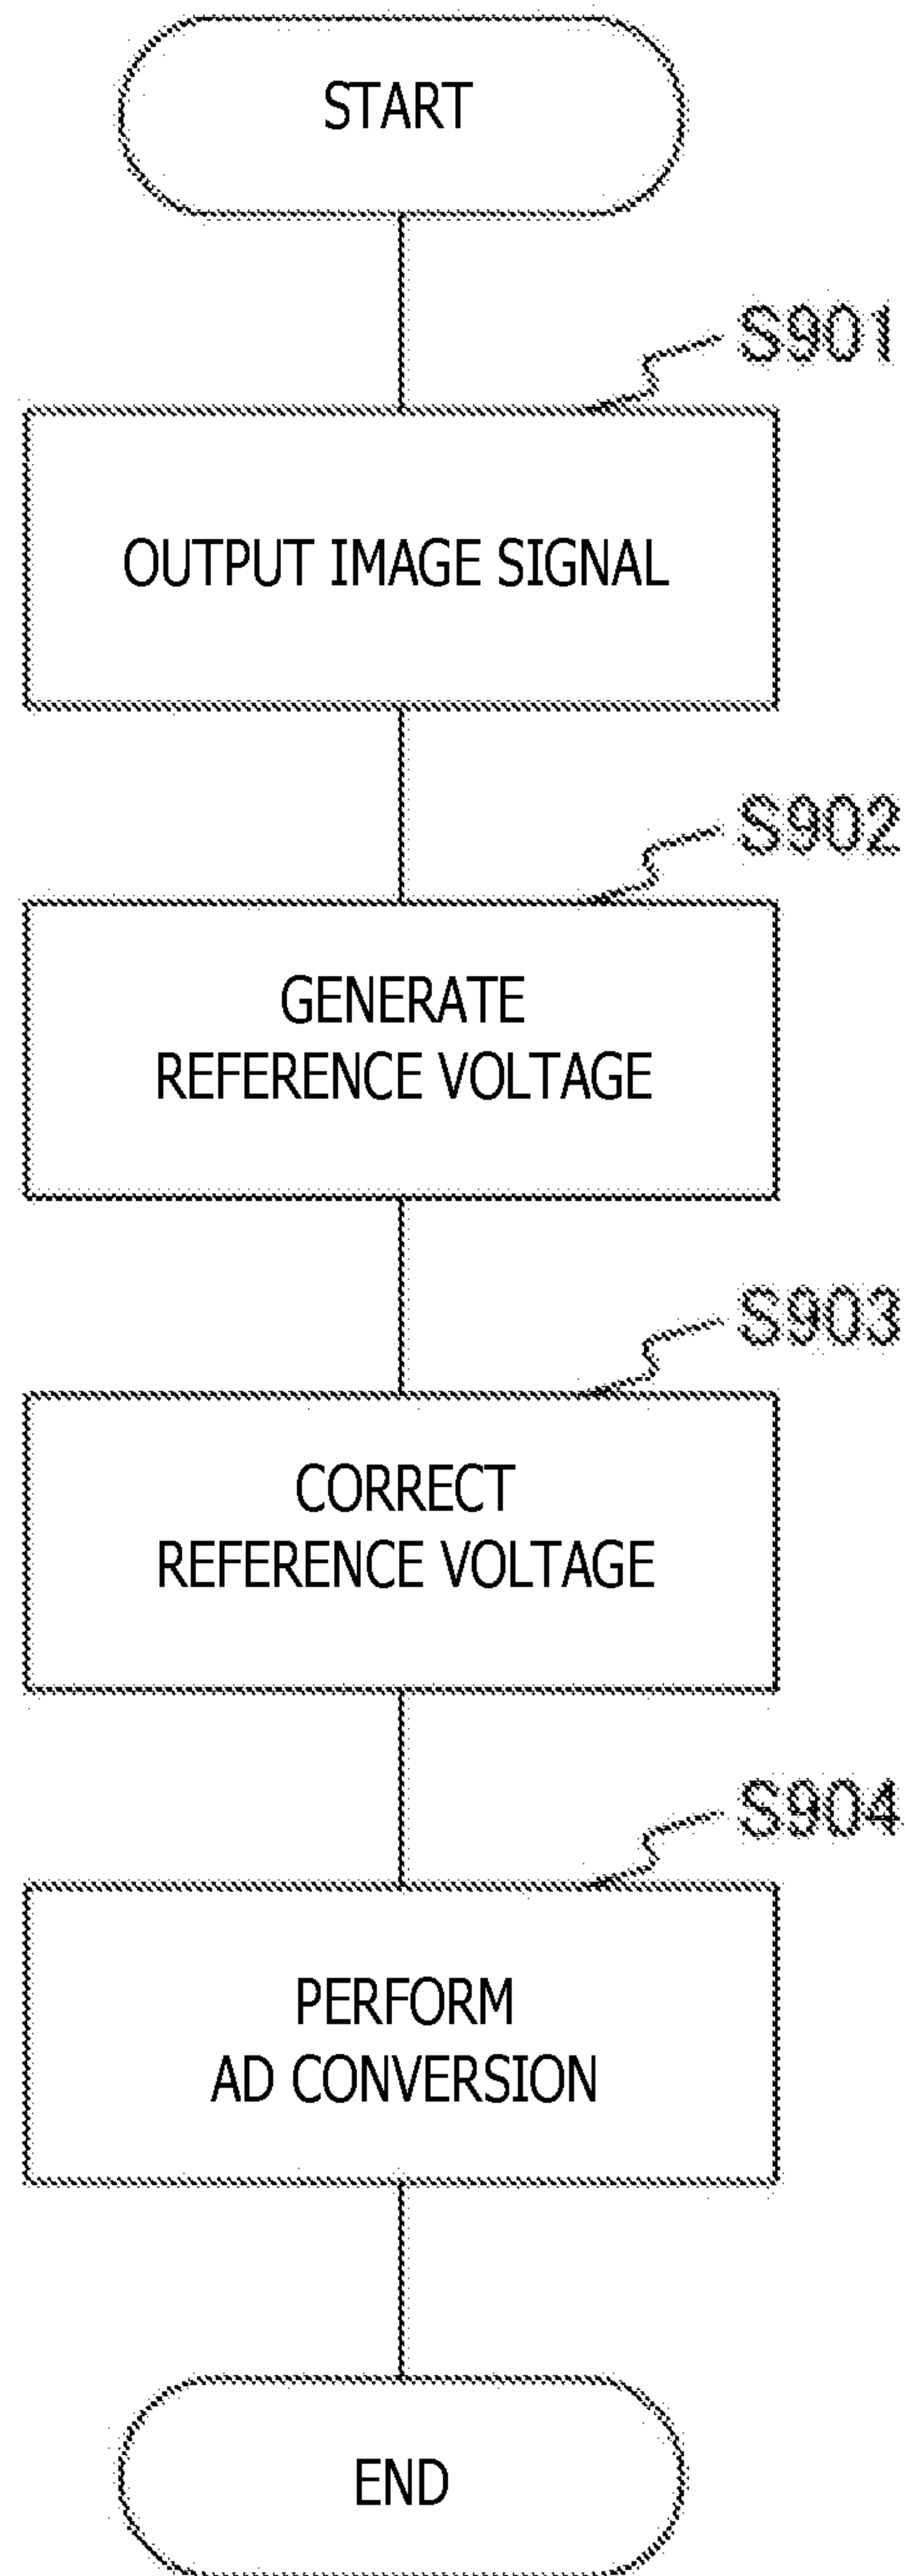 START
S901
OUTPUT IMAGE SIGNAL
S902
GENERATE
REFERENCE VOLTAGE
S903
CORRECT
REFERENCE VOLTAGE
S904
PERFORM
AD CONVERSION
END